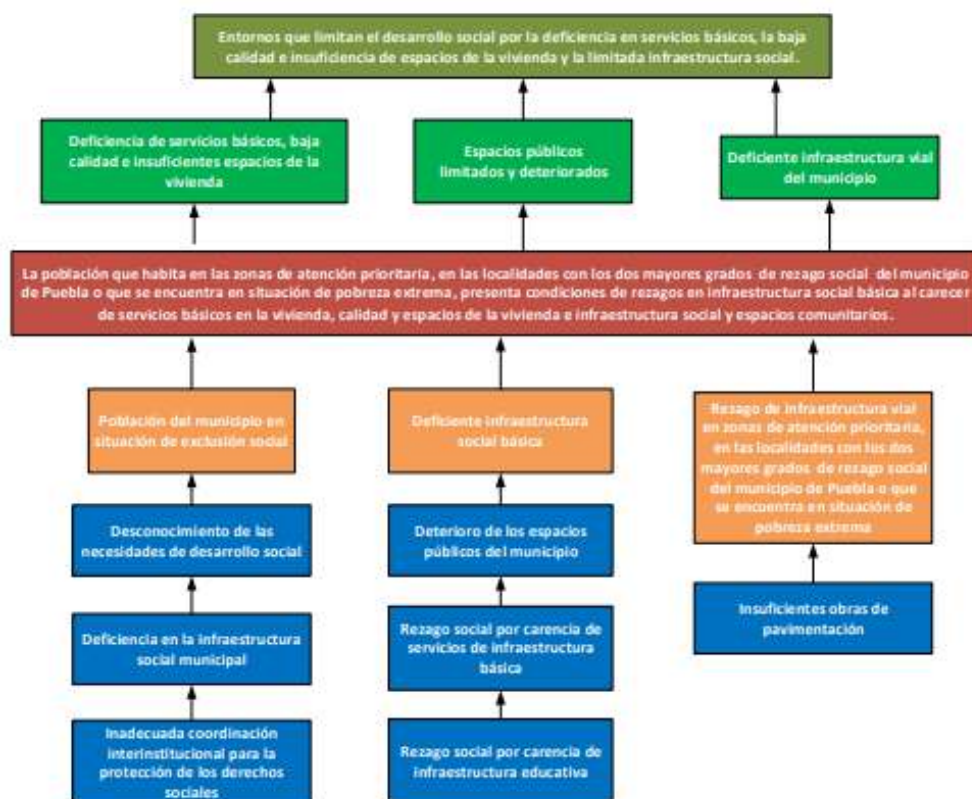 Entornos que limitan el desarrollo social por la deficiencia en servicios básicos, la baja
calidad e insuficiencia de espacios de la vivienda y la limitada infraestructura social.
Deficiencia de servicios básicos, baja
calidad e insuficientes espacios de la
vivienda
Espacios públicos
limitados y deteriorados
Deficiente infraestructura vial
del municipio
La población que habita en las zonas de atención prioritaria, en las localidades con los dos mayores grados de rezago social del municipio
de Puebla o que se encuentra en situación de pobreza extrema, presenta condiciones de rezagos en infraestructura social básica al carecer
de servicios básicos en la vivienda, calidad y espacios de la vivienda e infraestructura social y espacios comunitarios.
Población del municipio en
situación de exclusión social
Deficiente infraestructura
social básica
Rezago de infraestructura vial
en zonas de atención prioritaria,
en las localidades con los dos
mayores grados de rezago social
del municipio de Puebla o que
se encuentra en situación de
pobreza extrema
Desconocimiento de las
necesidades de desarrollo social
Deterioro de los espacios
públicos del municipio
Insuficientes obras de
pavimentación
Deficiencia en la infraestructura
social municipal
Rezago social por carencia de
servicios de infraestructura
básica
Inadecuada coordinación
interinstitucional para la
protección de los derechos
sociales
Rezago social por carencia de
infraestructura educativa